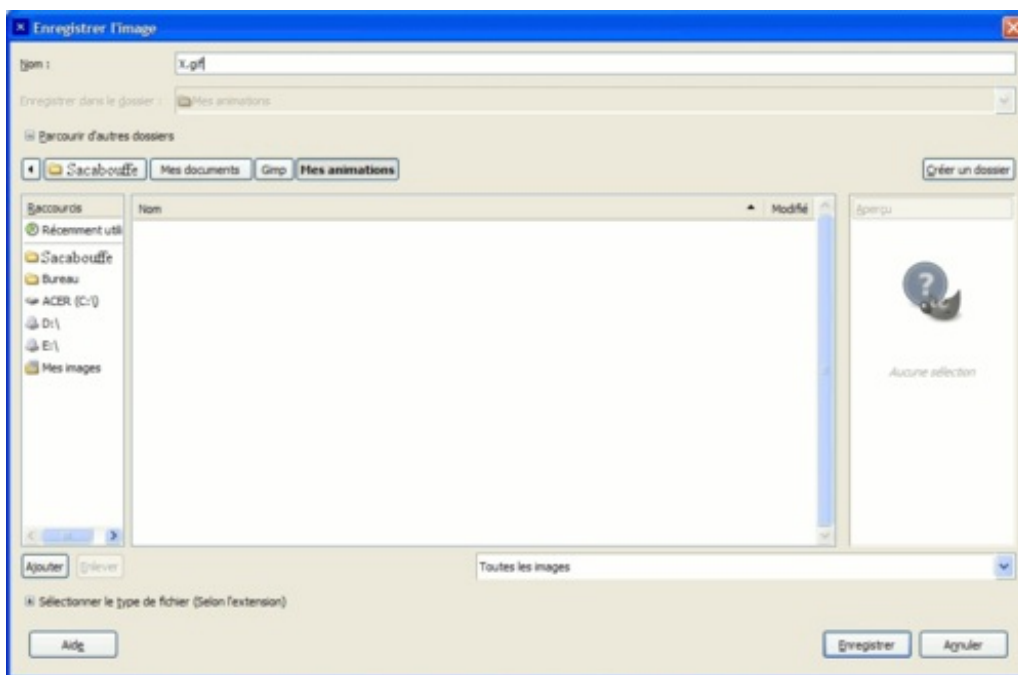 Enregistrer l'image
Nom :
X.gif
Enregistrer dans le dossier :
Mes animations
Parcourir d'autres dossiers
Sacabouffe
Mes documents
Gimp
Mes animations
Créer un dossier
Raccourcis
Nom
Modifié
Aperçu
Récemment utili
Sacabouffe
Bureau
ACER (C:\)
D:\
E:\
Mes images
Aucune sélection
Ajouter
Enlever
Toutes les images
Sélectionner le type de fichier (Selon l'extension)
Aide
Enregistrer
Annuler